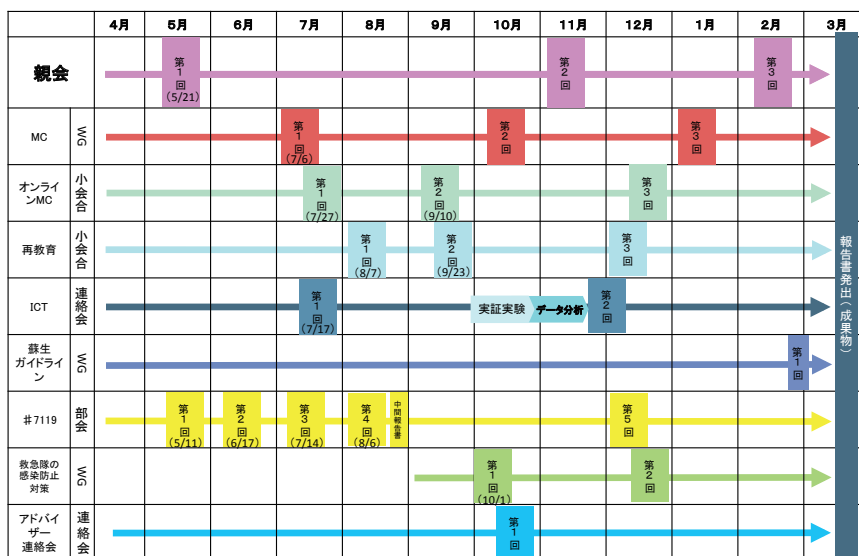 4月 5月 6月 7月 8月 9月 10月 11月 12月 1月 2月 3月
親会
第1回
(5/21)
第2回
第3回
MC
WG
第1回
(7/6)
第2回
第3回
オンライ
ンMC
小会合
第1回
(7/27)
第2回
(9/10)
第3回
再教育
小会合
第1回
(8/7)
第2回
(9/23)
第3回
ICT
連絡会
第1回
(7/17)
実証実験
データ分析
第2回
蘇生
ガイドライ
ン
WG
第1回
#7119
部会
第1回
(5/11)
第2回
(6/17)
第3回
(7/14)
第4回
(8/6)
中間報告書
第5回
救急隊の
感染防止
対策
WG
第1回
(10/1)
第2回
アドバイ
ザー
連絡会
連絡会
第1回
報告書発出(成果物)